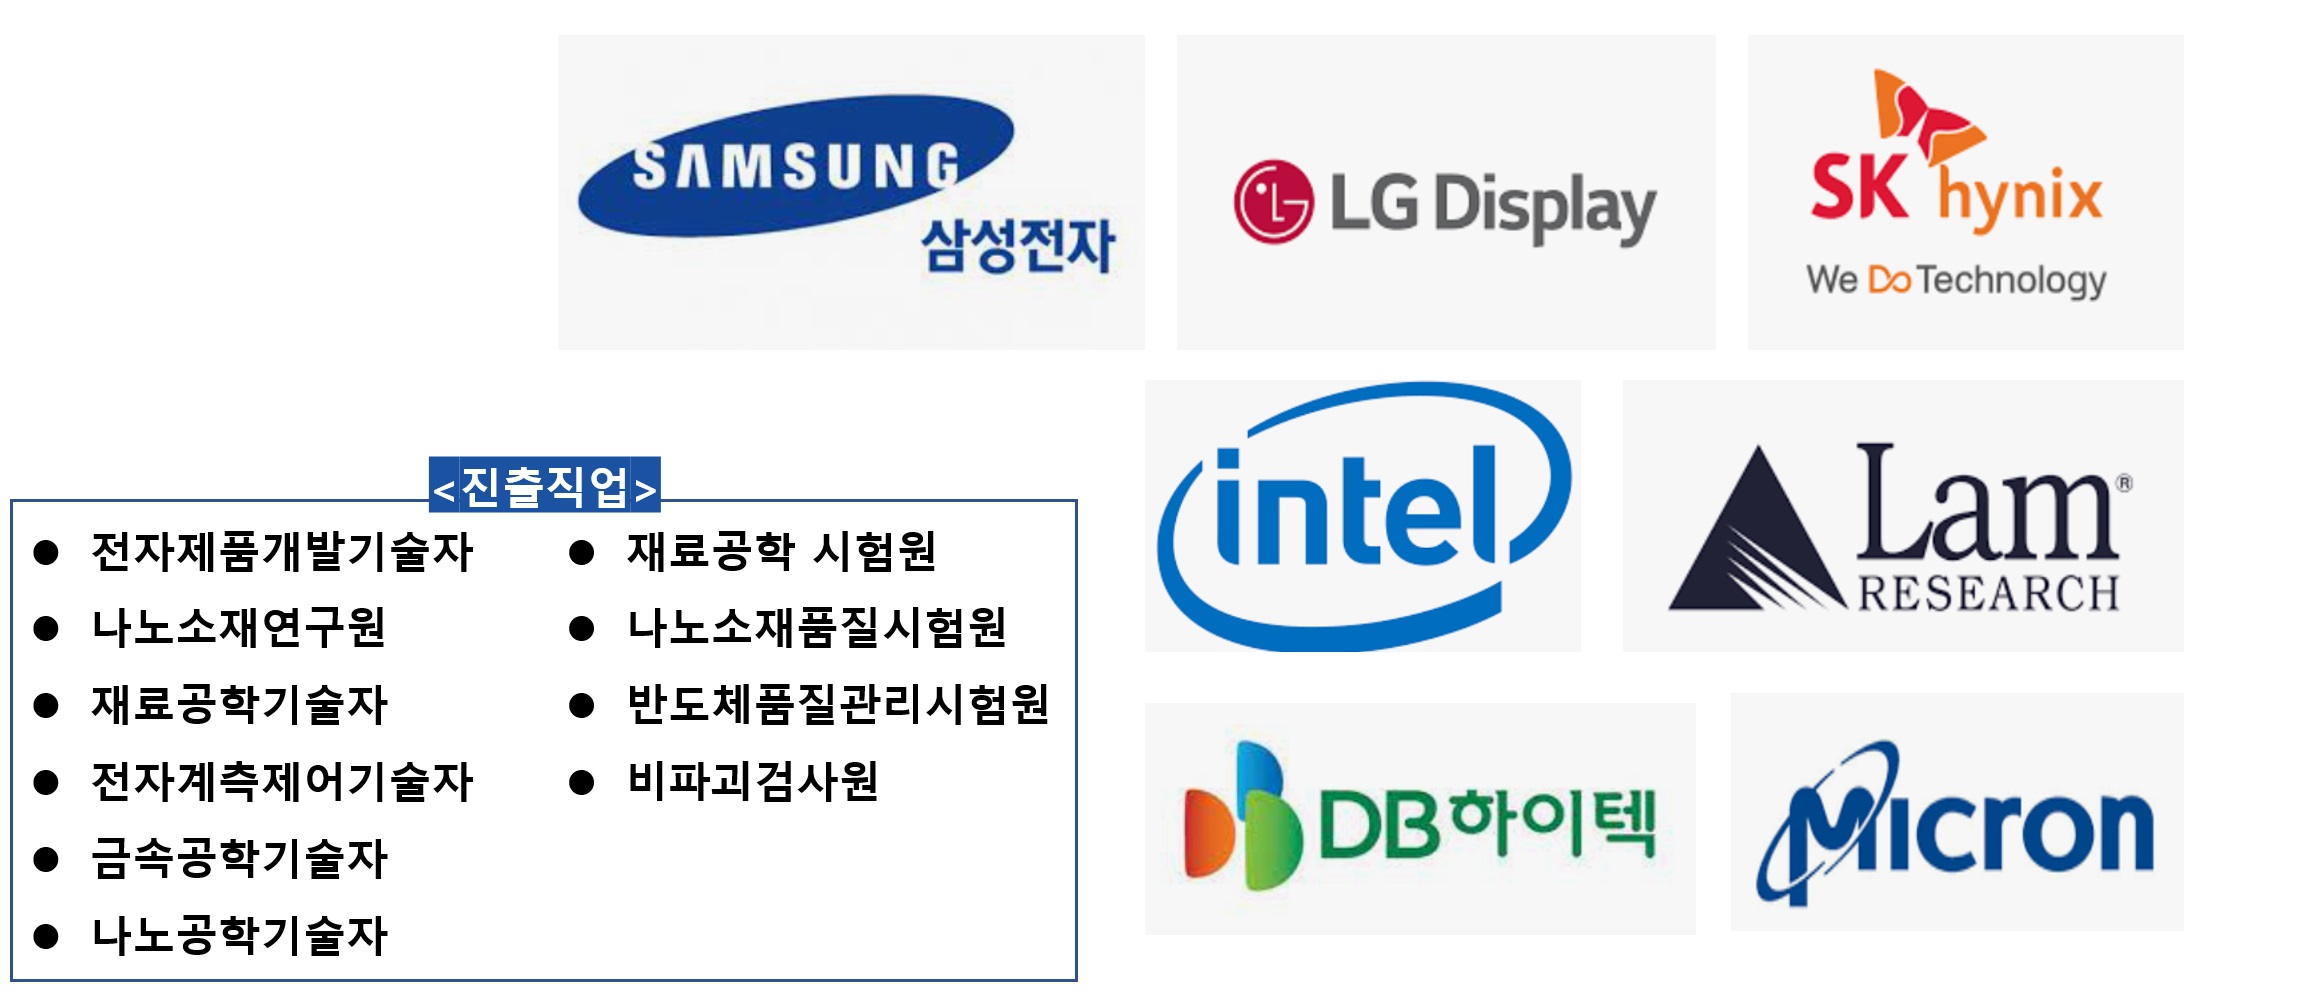 SAMSUNG
삼성전자
LG Display
SK hynix
We Do Technology
intel
Lam®
RESEARCH
<진출직업>
● 전자제품개발기술자
● 나노소재연구원
● 재료공학기술자
● 전자계측제어기술자
● 금속공학기술자
● 나노공학기술자
● 재료공학 시험원
● 나노소재품질시험원
● 반도체품질관리시험원
● 비파괴검사원
DB하이텍
Micron